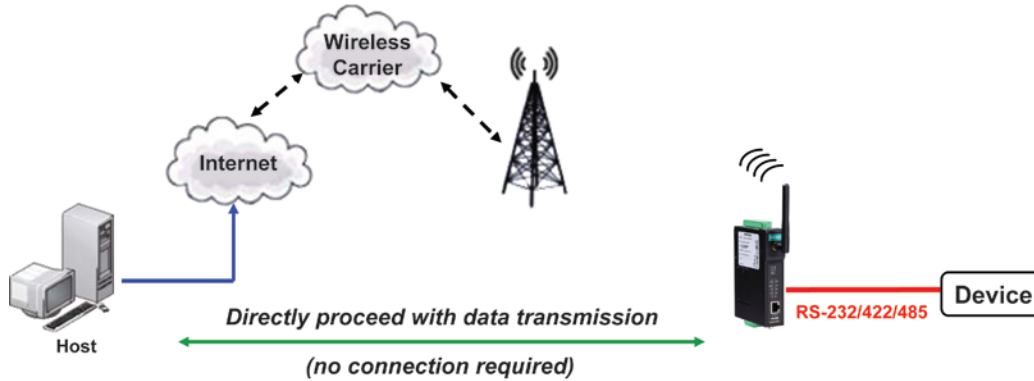 Wireless
Carrier
Internet
Host
Directly proceed with data transmission
(no connection required)
RS-232/422/485
Device